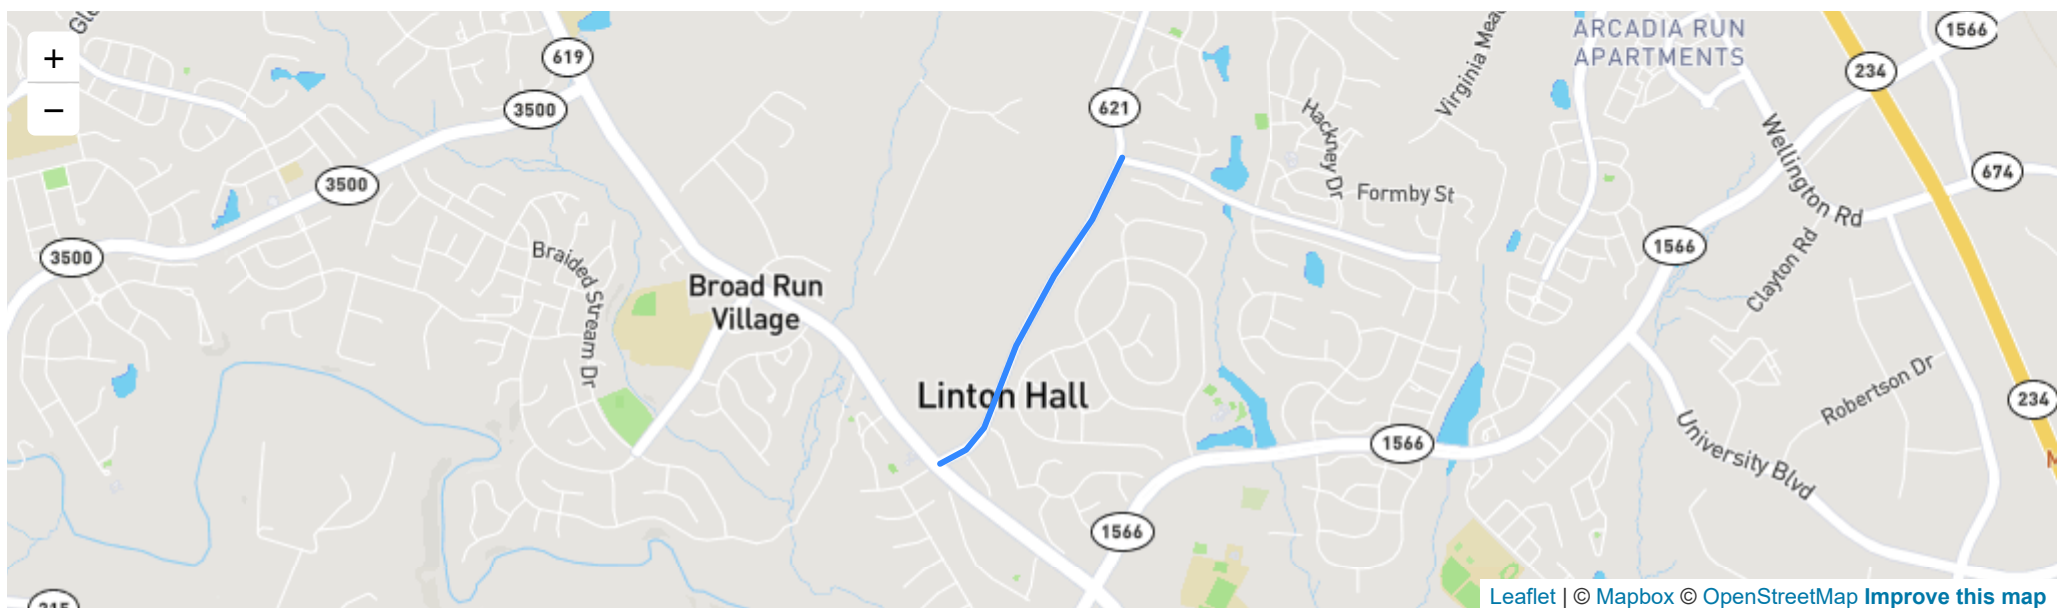 Virginia Mea
ARCADIA RUN
APARTMENTS
1566
+
619
234
−
3500
621
Hackney Dr
Wellington Rd
674
3500
Formby St
3500
Braided Stream Dr
1566
Clayton Rd
Broad Run
Village
Linton Hall
Robertson Dr
234
1566
University Blvd
1566
Leaflet | © Mapbox © OpenStreetMap Improve this map